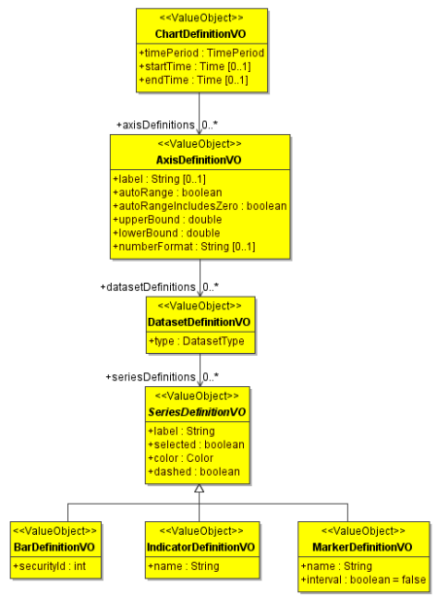 <<ValueObject>>
ChartDefinitionVO
+timePeriod : TimePeriod
+startTime : Time [0..1]
+endTime : Time [0..1]
+axisDefinitions 0..*
<<ValueObject>>
AxisDefinitionVO
+label : String [0..1]
+autoRange : boolean
+autoRangeIncludesZero : boolean
+upperBound : double
+lowerBound : double
+numberFormat : String [0..1]
+datasetDefinitions 0..*
<<ValueObject>>
DatasetDefinitionVO
+type : DatasetType
+seriesDefinitions 0..*
<<ValueObject>>
SeriesDefinitionVO
+label : String
+selected : boolean
+color : Color
+dashed : boolean
<<ValueObject>>
BarDefinitionVO
+securityId : int
<<ValueObject>>
IndicatorDefinitionVO
+name : String
<<ValueObject>>
MarkerDefinitionVO
+name : String
+interval : boolean = false